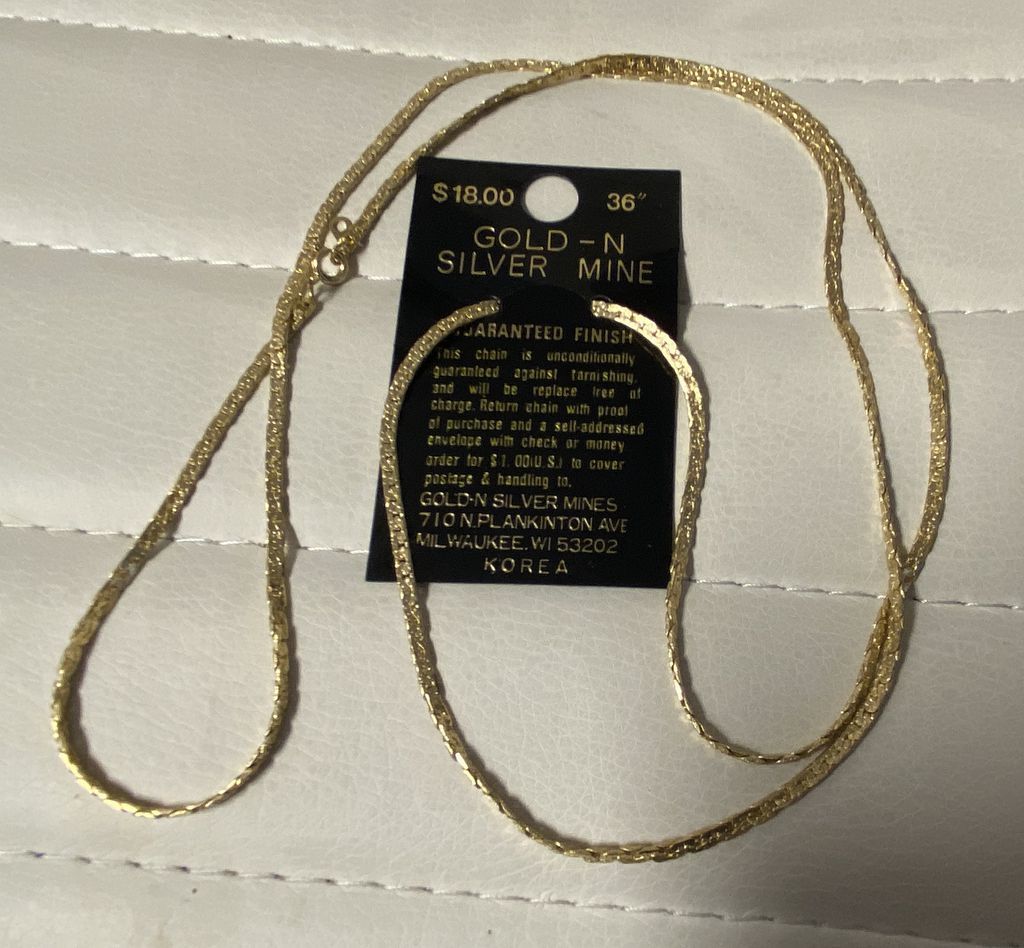 $18.00 36"
GOLD-N
SILVER MINE
GUARANTEED FINISH
This chain is unconditionally
guaranteed against tarnishing,
and will be replace free of
charge. Return chain with proof
of purchase and a self-addressed
envelope with check or money
order for $1.00(U.S.) to cover
postage & handling to.
GOLD-N SILVER MINES
710 N. PLANKINTON AVE
MILWAUKEE. WI 53202
KOREA